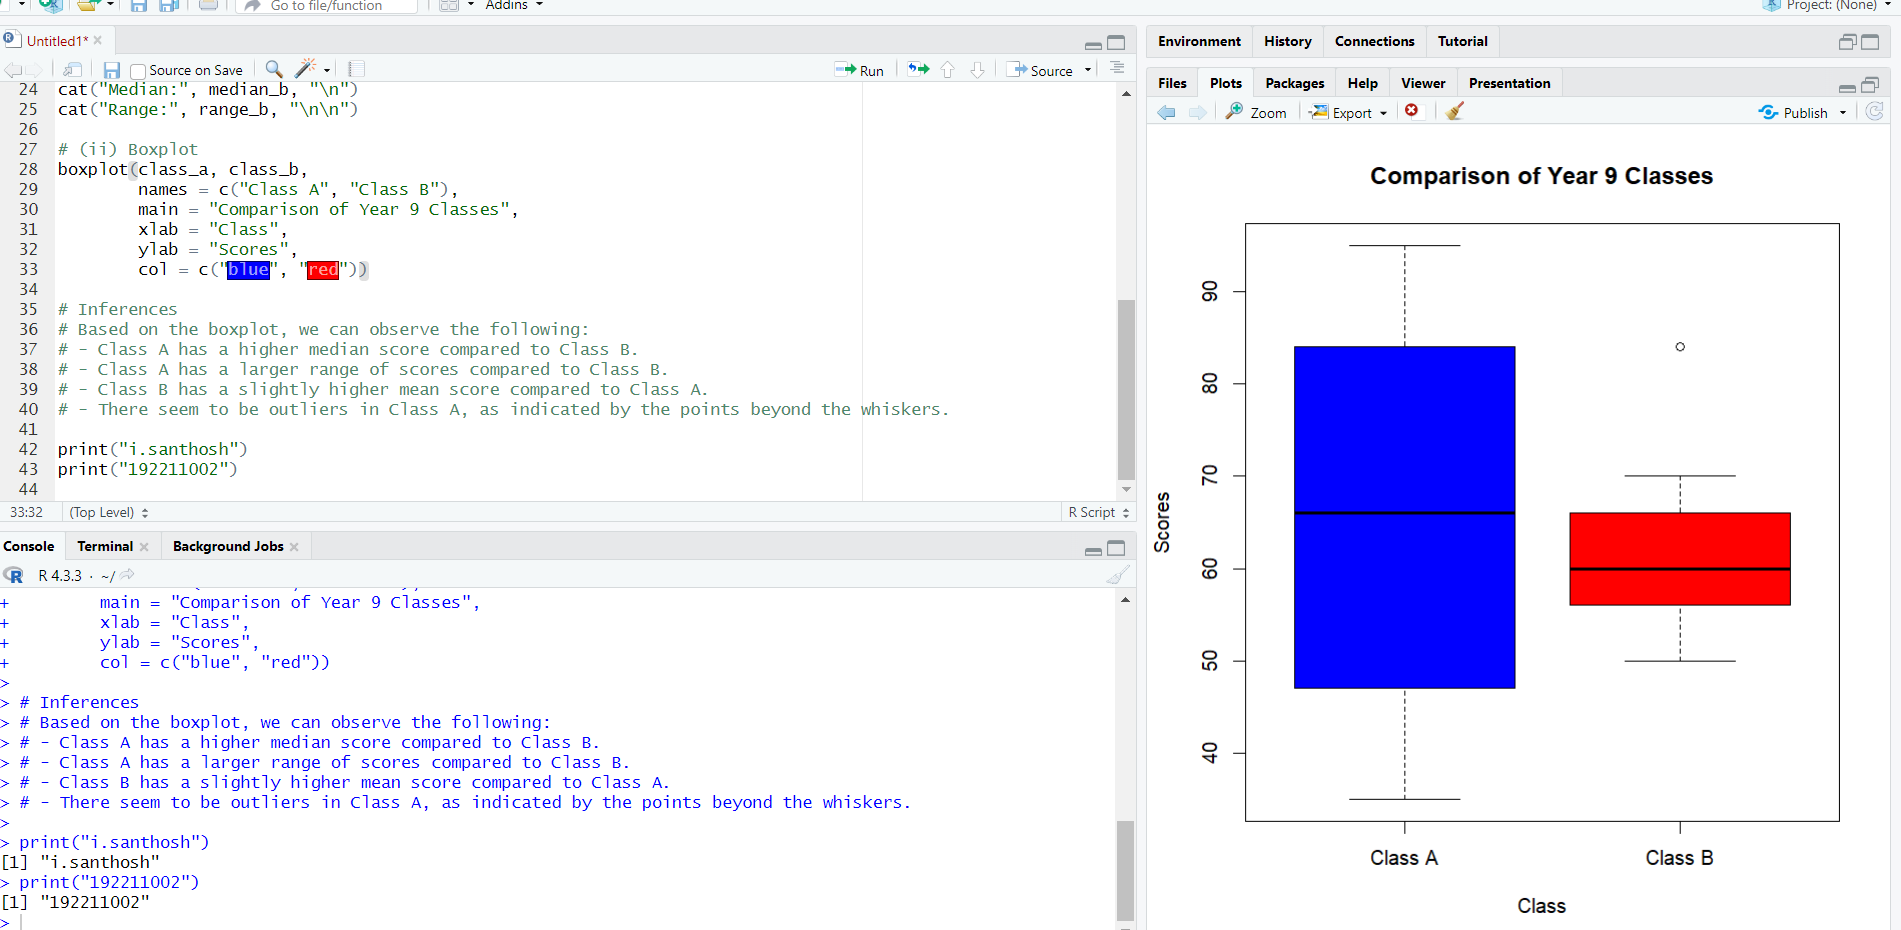 Go to file/function
Addins
Project: (None)
Untitled1*
Source on Save
Run
Source
24 cat("Median:", median_b, "\n")
25 cat("Range:", range_b, "\n\n")
26
27 # (ii) Boxplot
28 boxplot(class_a, class_b,
29         names = c("Class A", "Class B"),
30         main = "Comparison of Year 9 Classes",
31         xlab = "Class",
32         ylab = "Scores",
33         col = c("blue", "red"))
34
35 # Inferences
36 # Based on the boxplot, we can observe the following:
37 # - Class A has a higher median score compared to Class B.
38 # - Class A has a larger range of scores compared to Class B.
39 # - Class B has a slightly higher mean score compared to Class A.
40 # - There seem to be outliers in Class A, as indicated by the points beyond the whiskers.
41
42 print("i.santhosh")
43 print("192211002")
44
33:32
(Top Level)
R Script
Console
Terminal
Background Jobs
R 4.3.3 · ~/
+         main = "Comparison of Year 9 Classes",
+         xlab = "Class",
+         ylab = "Scores",
+         col = c("blue", "red"))
>
> # Inferences
> # Based on the boxplot, we can observe the following:
> # - Class A has a higher median score compared to Class B.
> # - Class A has a larger range of scores compared to Class B.
> # - Class B has a slightly higher mean score compared to Class A.
> # - There seem to be outliers in Class A, as indicated by the points beyond the whiskers.
>
> print("i.santhosh")
[1] "i.santhosh"
> print("192211002")
[1] "192211002"
>
Environment
History
Connections
Tutorial
Files
Plots
Packages
Help
Viewer
Presentation
Zoom
Export
Publish
Comparison of Year 9 Classes
90
80
70
60
50
40
Scores
Class A
Class B
Class